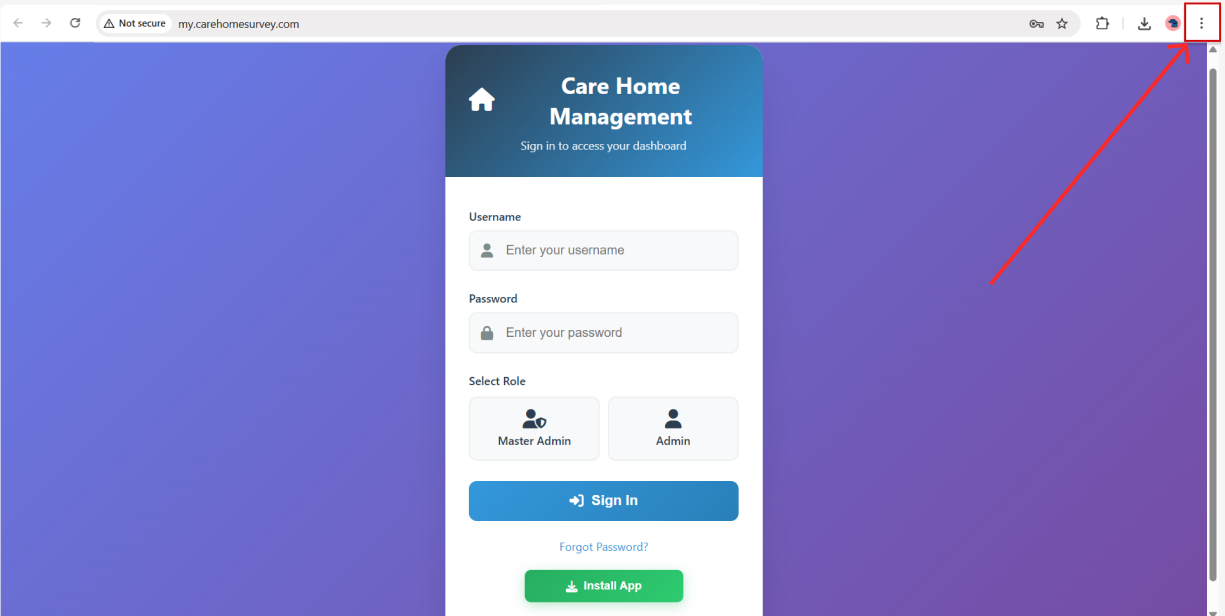 Not secure my.carehomesurvey.com
Care Home
Management
Sign in to access your dashboard
Username
Enter your username
Password
Enter your password
Select Role
Master Admin Admin
Sign In
Forgot Password?
Install App